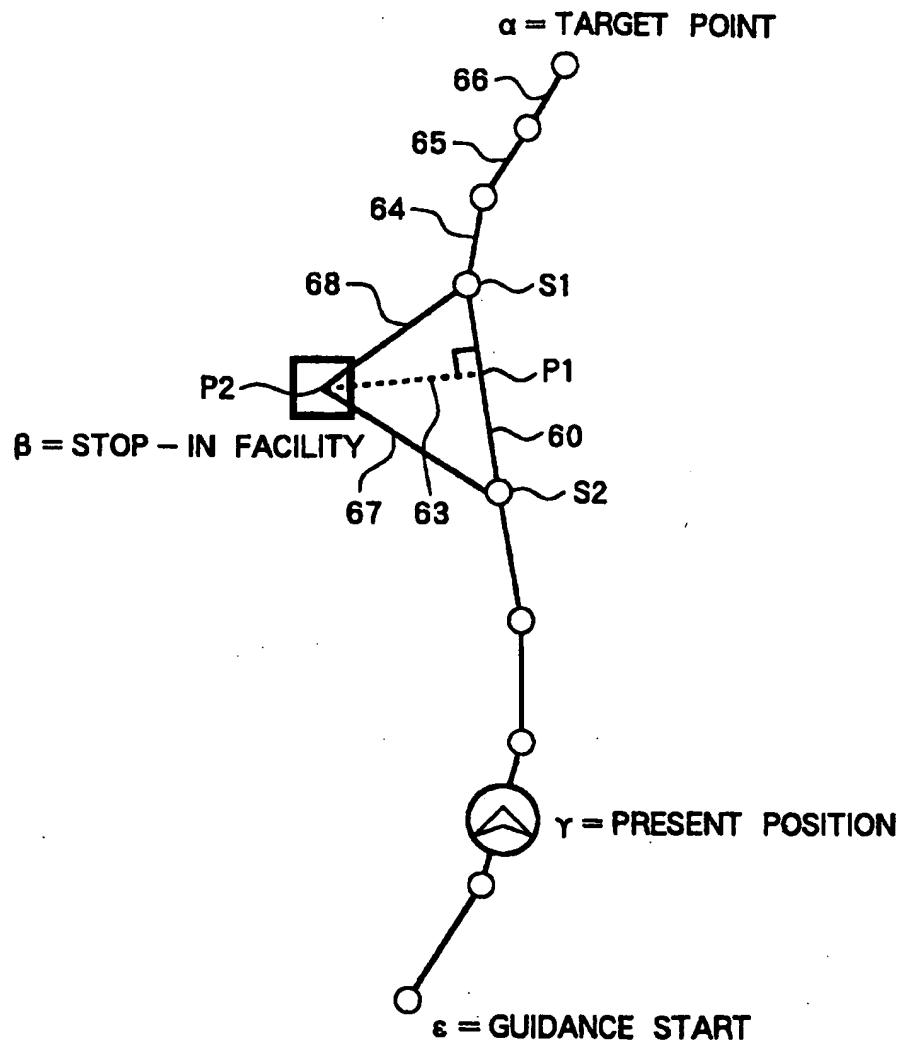 α = TARGET POINT
66
65
64
68
S1
P2
P1
60
β = STOP – IN FACILITY
67
63
S2
γ = PRESENT POSITION
ε = GUIDANCE START